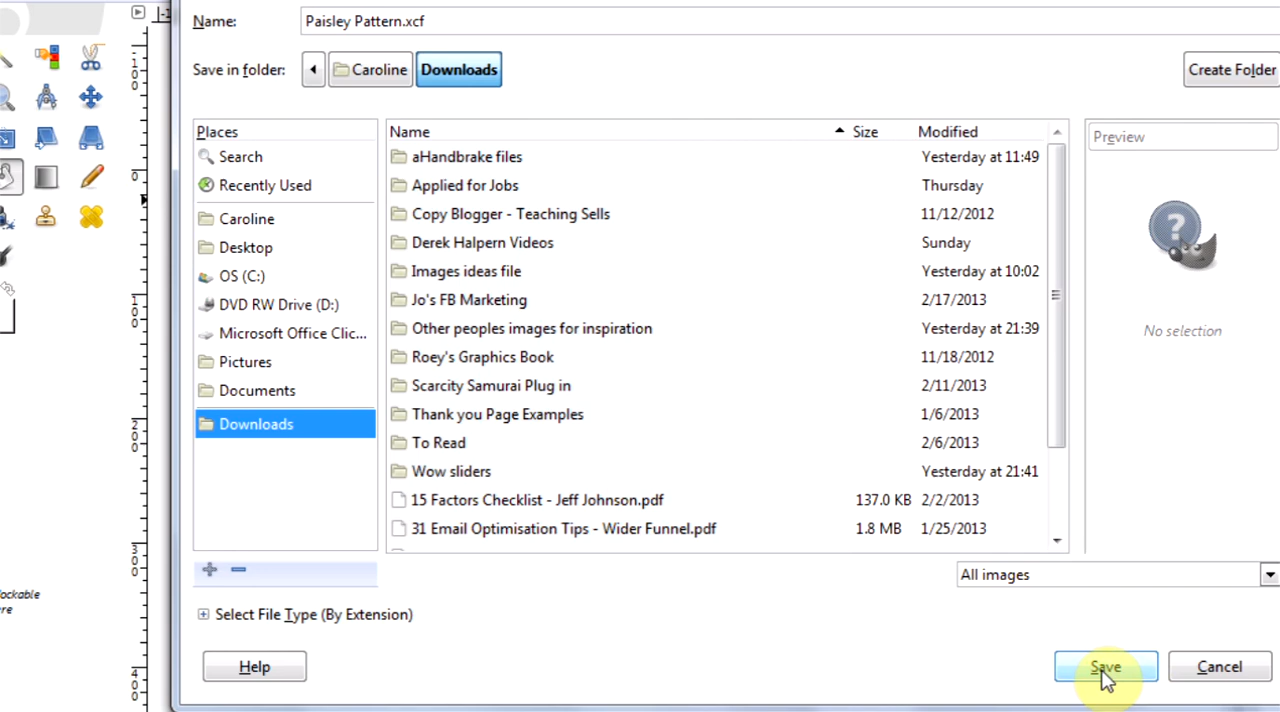 Name: Paisley Pattern.xcf
Save in folder: Caroline Downloads Create Folder
Places Name Size Modified Preview
Search aHandbrake files Yesterday at 11:49
Recently Used Applied for Jobs Thursday
Caroline Copy Blogger - Teaching Sells 11/12/2012
Desktop Derek Halpern Videos Sunday
OS (C:) Images ideas file Yesterday at 10:02
DVD RW Drive (D:) Jo's FB Marketing 2/17/2013
Microsoft Office Clic... Other peoples images for inspiration Yesterday at 21:39 No selection
Pictures Roey's Graphics Book 11/18/2012
Documents Scarcity Samurai Plug in 2/11/2013
Downloads Thank you Page Examples 1/6/2013
To Read 2/6/2013
Wow sliders Yesterday at 21:41
15 Factors Checklist - Jeff Johnson.pdf 137.0 KB 2/2/2013
31 Email Optimisation Tips - Wider Funnel.pdf 1.8 MB 1/25/2013
All images
Select File Type (By Extension)
Help Save Cancel
-100
0
100
200
300
400